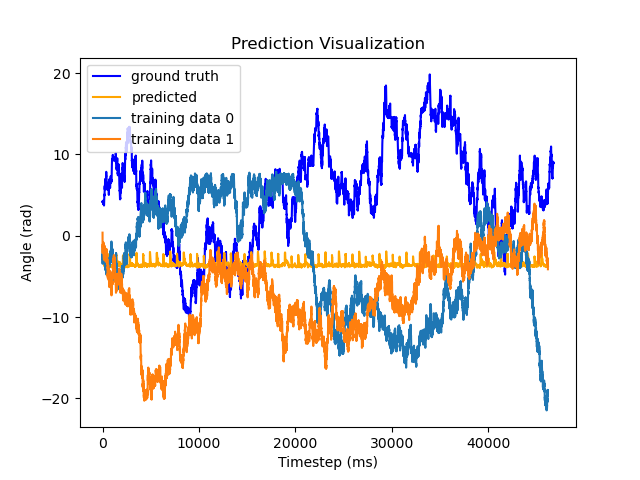 Prediction Visualization
ground truth
predicted
training data 0
training data 1
Angle (rad)
20
10
0
−10
−20
0
10000
20000
30000
40000
Timestep (ms)